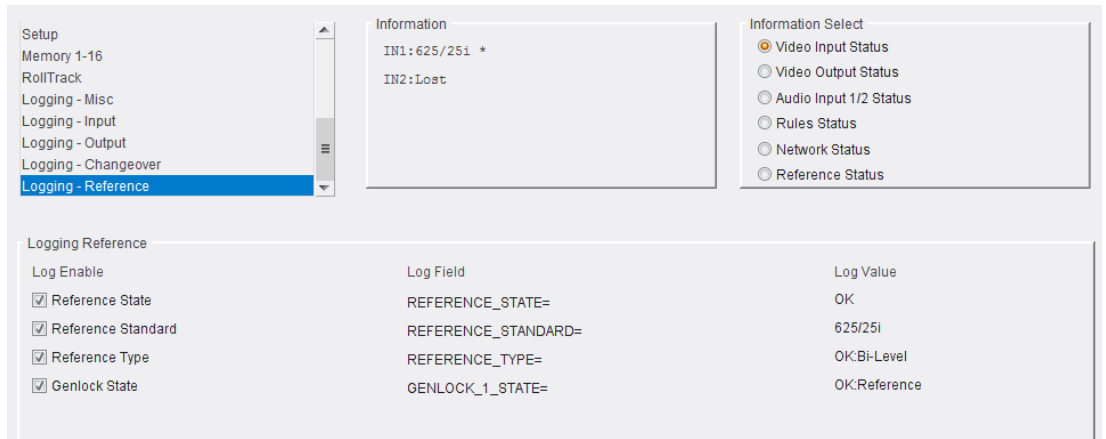 Setup
Memory 1-16
RollTrack
Logging - Misc
Logging - Input
Logging - Output
Logging - Changeover
Logging - Reference
Information
IN1:625/25i *
IN2:Lost
Information Select
Video Input Status
Video Output Status
Audio Input 1/2 Status
Rules Status
Network Status
Reference Status
Logging Reference
Log Enable Log Field Log Value
Reference State REFERENCE_STATE= OK
Reference Standard REFERENCE_STANDARD= 625/25i
Reference Type REFERENCE_TYPE= OK:Bi-Level
Genlock State GENLOCK_1_STATE= OK:Reference